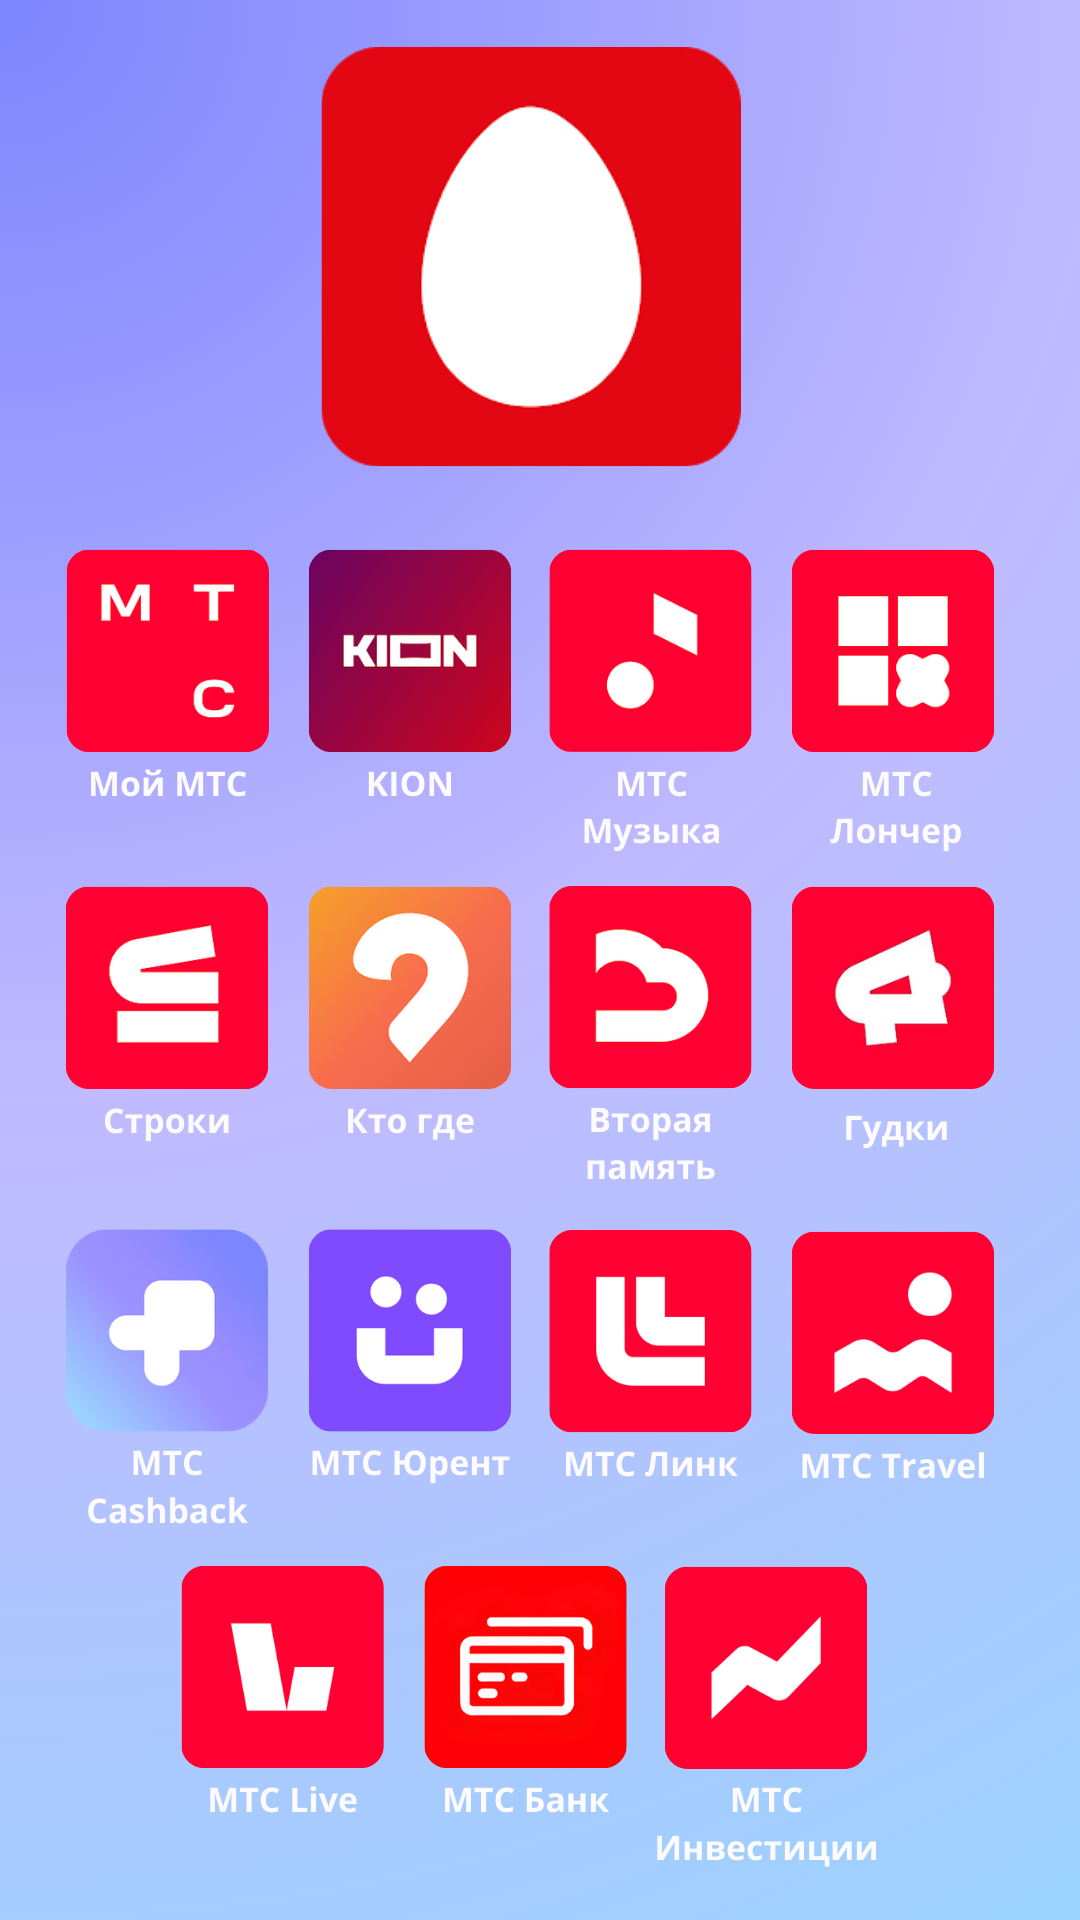 М Т
С
KION
Мой МТС
KION
МТС
Музыка
МТС
Лончер
Строки
Кто где
Вторая
память
Гудки
МТС
Cashback
МТС Юрент
МТС Линк
МТС Travel
МТС Live
МТС Банк
МТС
Инвестиции